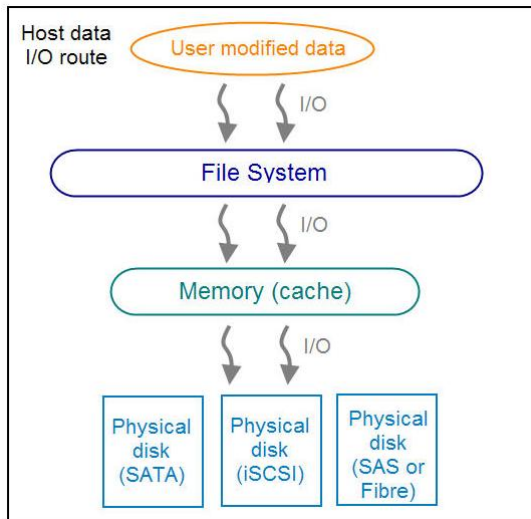 Host data
I/O route
User modified data
I/O
File System
I/O
Memory (cache)
I/O
Physical
disk
(SATA)
Physical
disk
(iSCSI)
Physical
disk
(SAS or
Fibre)